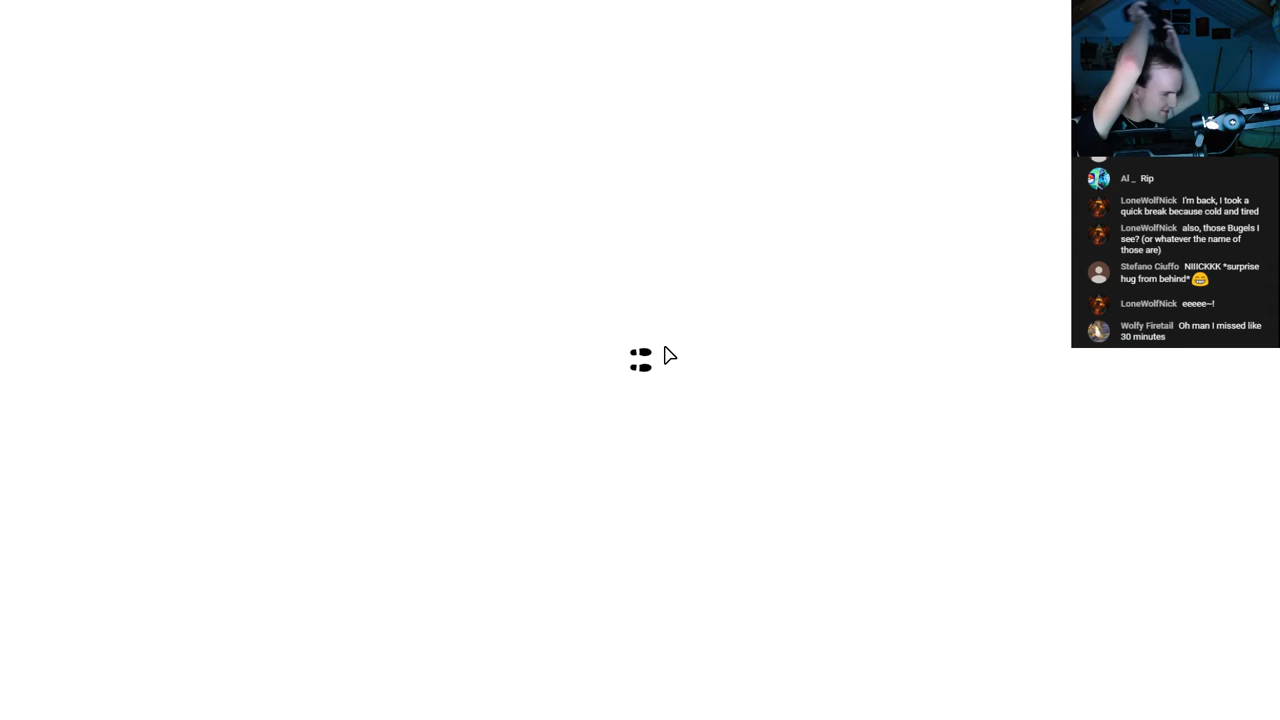 Al _ Rip
LoneWolfNick I'm back, I took a
quick break because cold and tired
LoneWolfNick also, those Bugels I
see? (or whatever the name of
those are)
Stefano Ciuffo NIIICKKK *surprise
hug from behind* 😁
LoneWolfNick eeeee~!
Wolfy Firetail Oh man I missed like
30 minutes